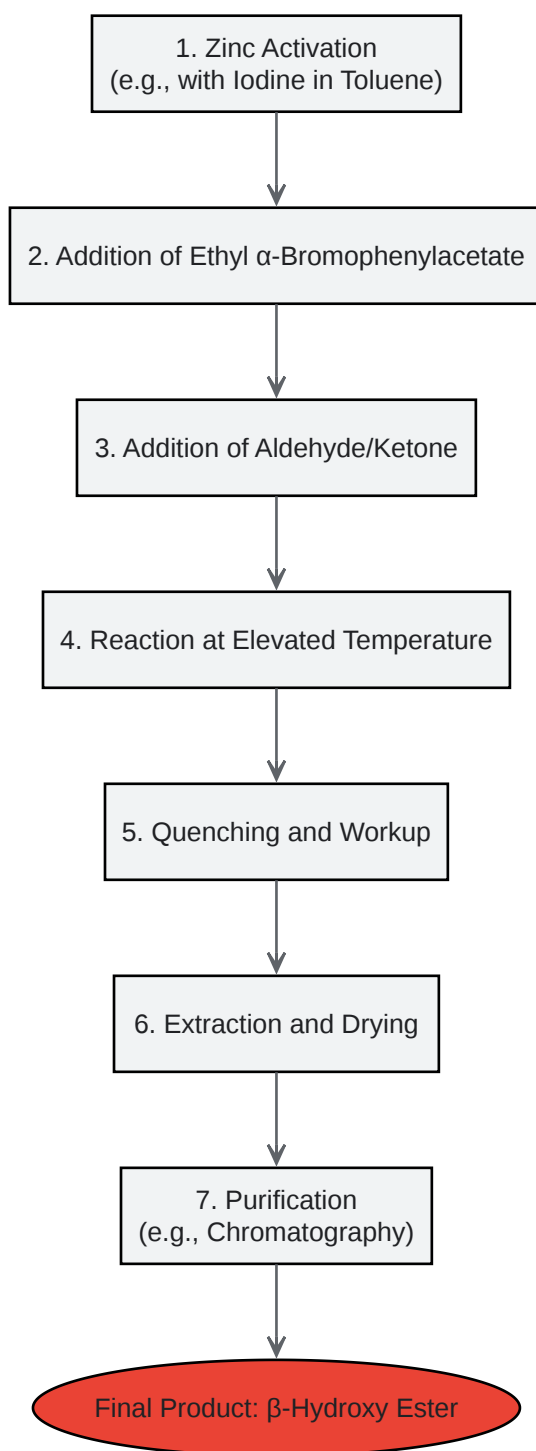 1. Zinc Activation
(e.g., with Iodine in Toluene)
2. Addition of Ethyl α-Bromophenylacetate
3. Addition of Aldehyde/Ketone
4. Reaction at Elevated Temperature
5. Quenching and Workup
6. Extraction and Drying
7. Purification
(e.g., Chromatography)
Final Product: β-Hydroxy Ester